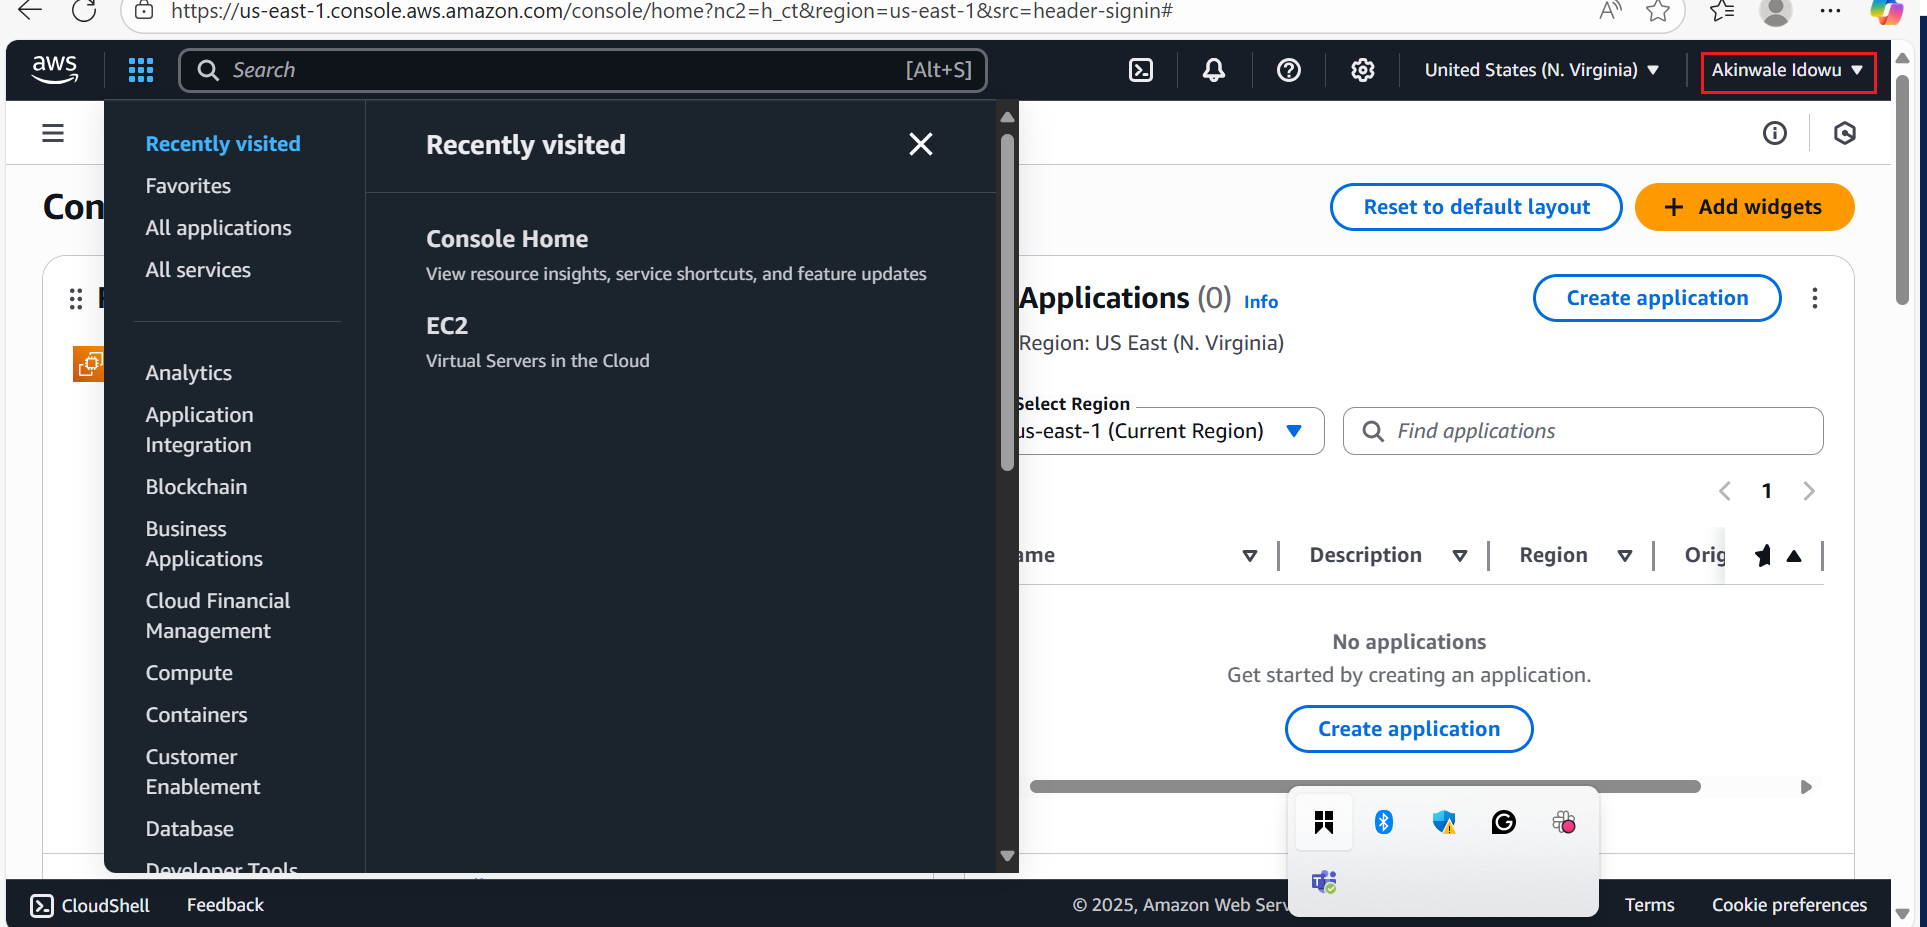 https://us-east-1.console.aws.amazon.com/console/home?nc2=h_ct&region=us-east-1&src=header-signin#
aws
Search
[Alt+S]
United States (N. Virginia)
Akinwale Idowu
Recently visited
Favorites
All applications
All services
Analytics
Application
Integration
Blockchain
Business
Applications
Cloud Financial
Management
Compute
Containers
Customer
Enablement
Database
Developer Tools
Recently visited
Console Home
View resource insights, service shortcuts, and feature updates
EC2
Virtual Servers in the Cloud
Con
Reset to default layout
+ Add widgets
Applications (0) Info
Create application
Region: US East (N. Virginia)
Select Region
us-east-1 (Current Region)
Find applications
1
ame
Description
Region
Orig
No applications
Get started by creating an application.
Create application
CloudShell
Feedback
© 2025, Amazon Web Serv
Terms
Cookie preferences